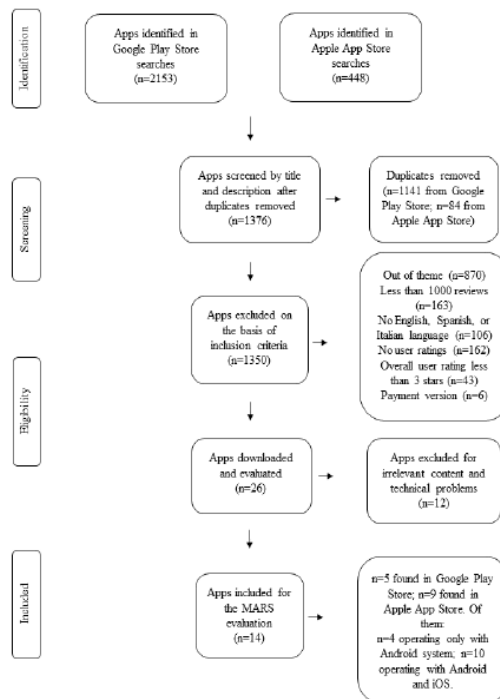 Identification
Apps identified in
Google Play Store
searches
(n=2153)
Apps identified in
Apple App Store
searches
(n=448)
Screening
Apps screened by title
and description after
duplicates removed
(n=1376)
Duplicates removed
(n=1141 from Google
Play Store; n=84 from
Apple App Store)
Apps excluded on
the basis of
inclusion criteria
(n=1350)
Out of theme (n=870)
Less than 1000 reviews
(n=163)
No English, Spanish, or
Italian language (n=106)
No user ratings (n=162)
Overall user rating less
than 3 stars (n=43)
Payment version (n=6)
Eligibility
Apps downloaded
and evaluated
(n=26)
Apps excluded for
irrelevant content and
technical problems
(n=12)
Included
Apps included for
the MARS
evaluation
(n=14)
n=5 found in Google Play
Store; n=9 found in
Apple App Store. Of
them:
n=4 operating only with
Android system; n=10
operating with Android
and iOS.